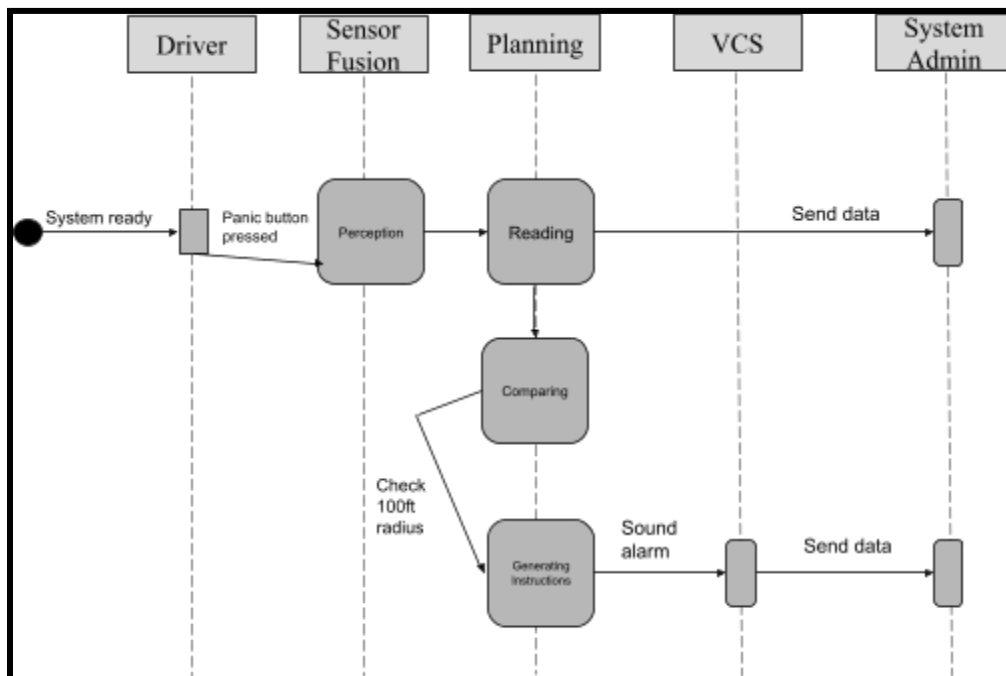 Driver
Sensor
Fusion
Planning
VCS
System
Admin
System ready
Panic button
pressed
Perception
Reading
Send data
Comparing
Check
100ft
radius
Generating
Instructions
Sound
alarm
Send data